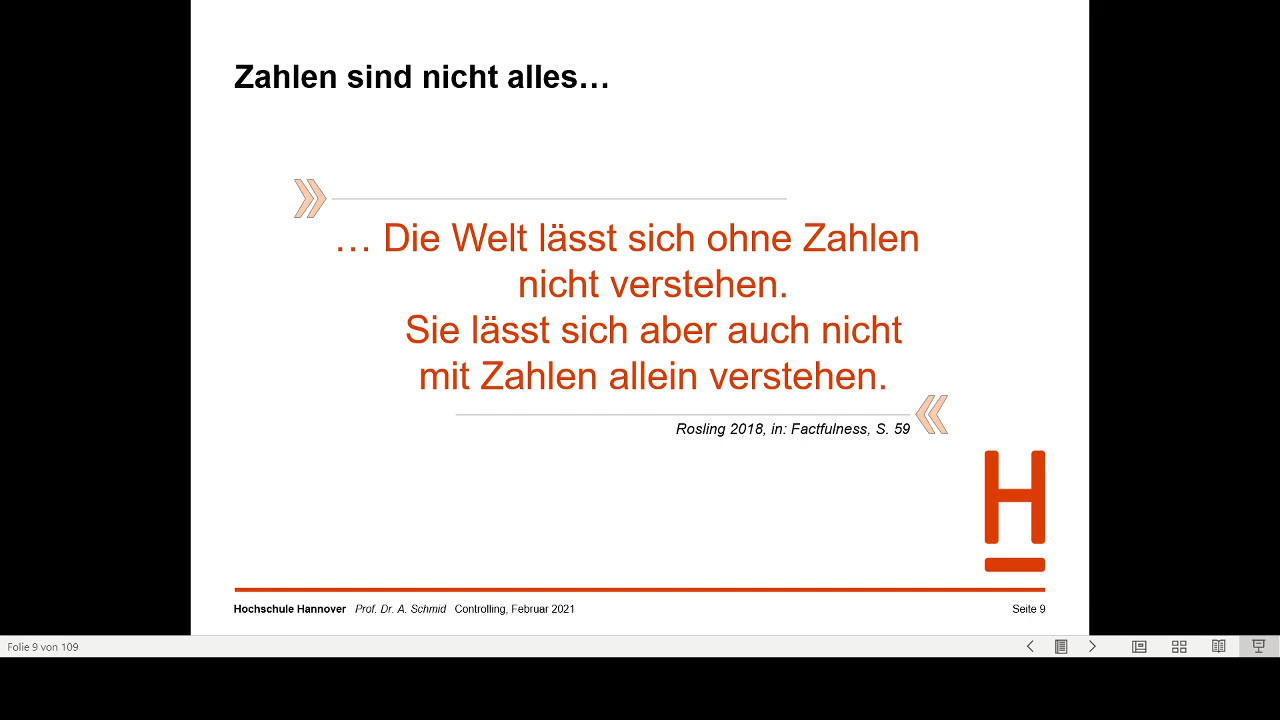 Zahlen sind nicht alles…
… Die Welt lässt sich ohne Zahlen
nicht verstehen.
Sie lässt sich aber auch nicht
mit Zahlen allein verstehen.
Rosling 2018, in: Factfulness, S. 59
H
Hochschule Hannover Prof. Dr. A. Schmid Controlling, Februar 2021 Seite 9
Folie 9 von 109